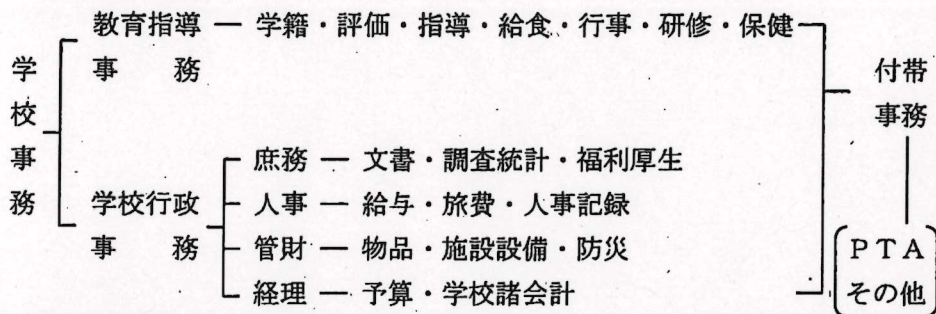 学校事務
教育指導事務 ― 学籍・評価・指導・給食・行事・研修・保健
学校行政事務
庶務 ― 文書・調査統計・福利厚生
人事 ― 給与・旅費・人事記録
管財 ― 物品・施設設備・防災
経理 ― 予算・学校諸会計
付帯事務
PTA
その他